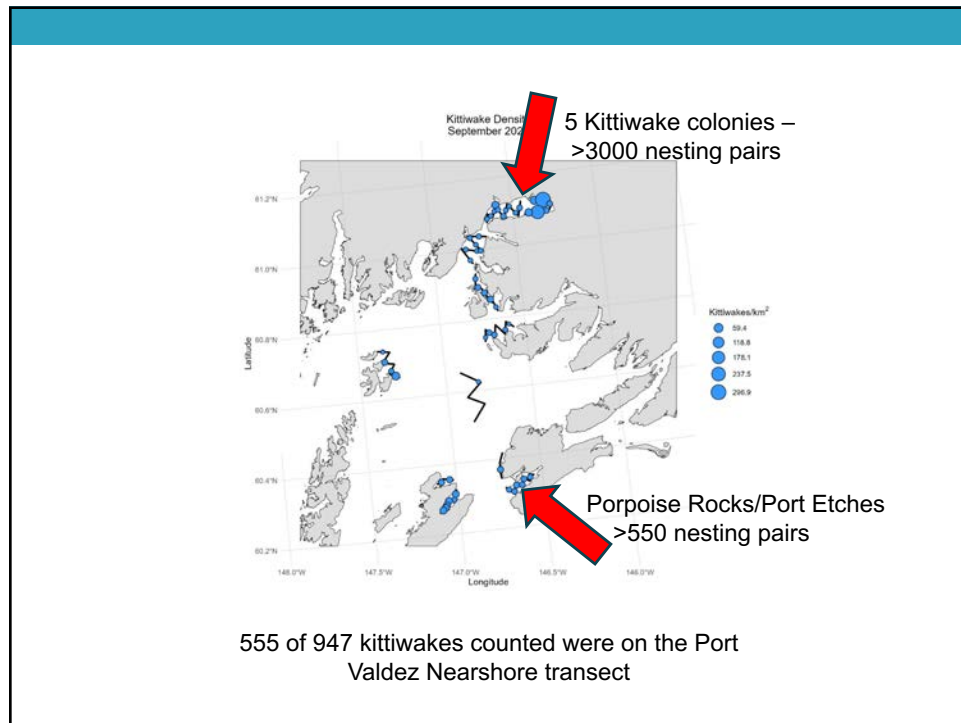 Kittiwake Densit
September 202
5 Kittiwake colonies –
>3000 nesting pairs
61.2°N
61.0°N
60.8°N
60.6°N
60.4°N
60.2°N
Latitude
Kittiwakes/km²
59.4
118.8
178.1
237.5
296.9
Porpoise Rocks/Port Etches
>550 nesting pairs
148.0°W
147.5°W
147.0°W
146.5°W
146.0°W
Longitude
555 of 947 kittiwakes counted were on the Port
Valdez Nearshore transect